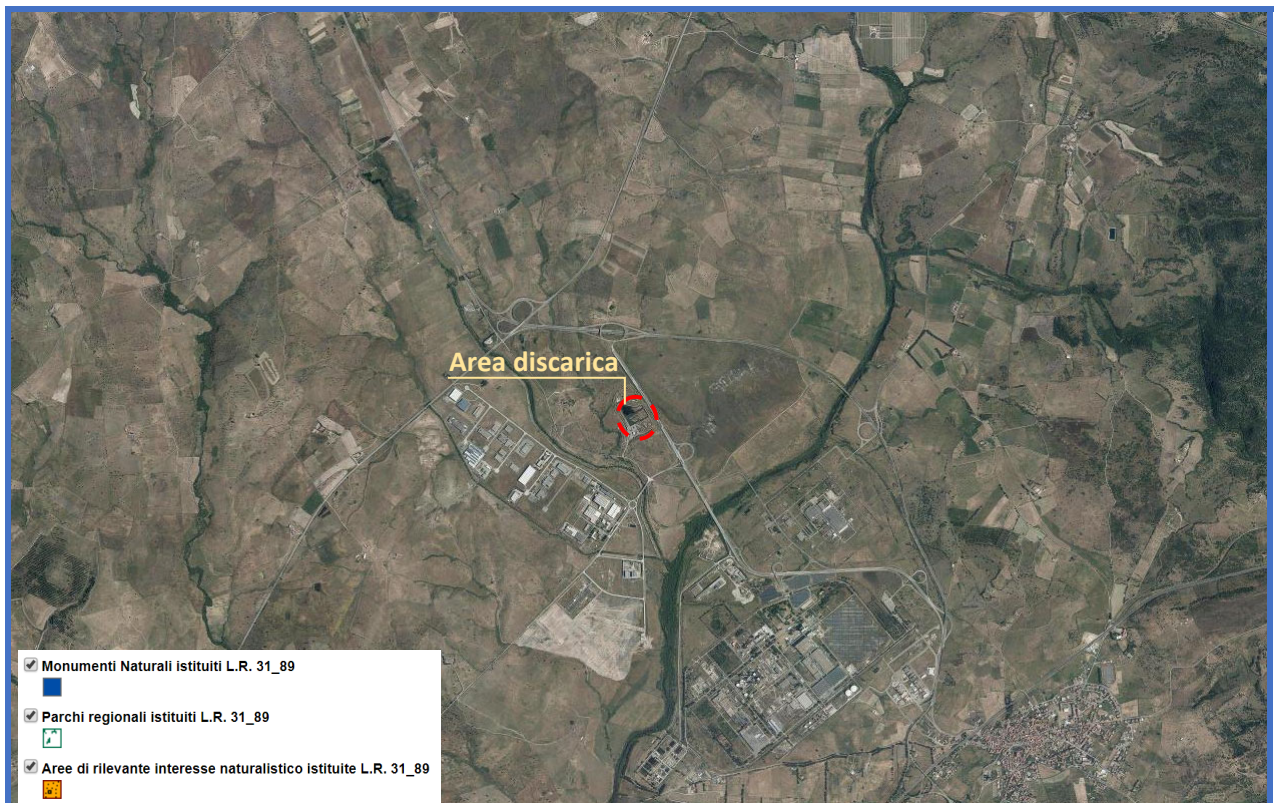 Area discarica
Monumenti Naturali istituiti L.R. 31_89
Parchi regionali istituiti L.R. 31_89
Aree di rilevante interesse naturalistico istituite L.R. 31_89